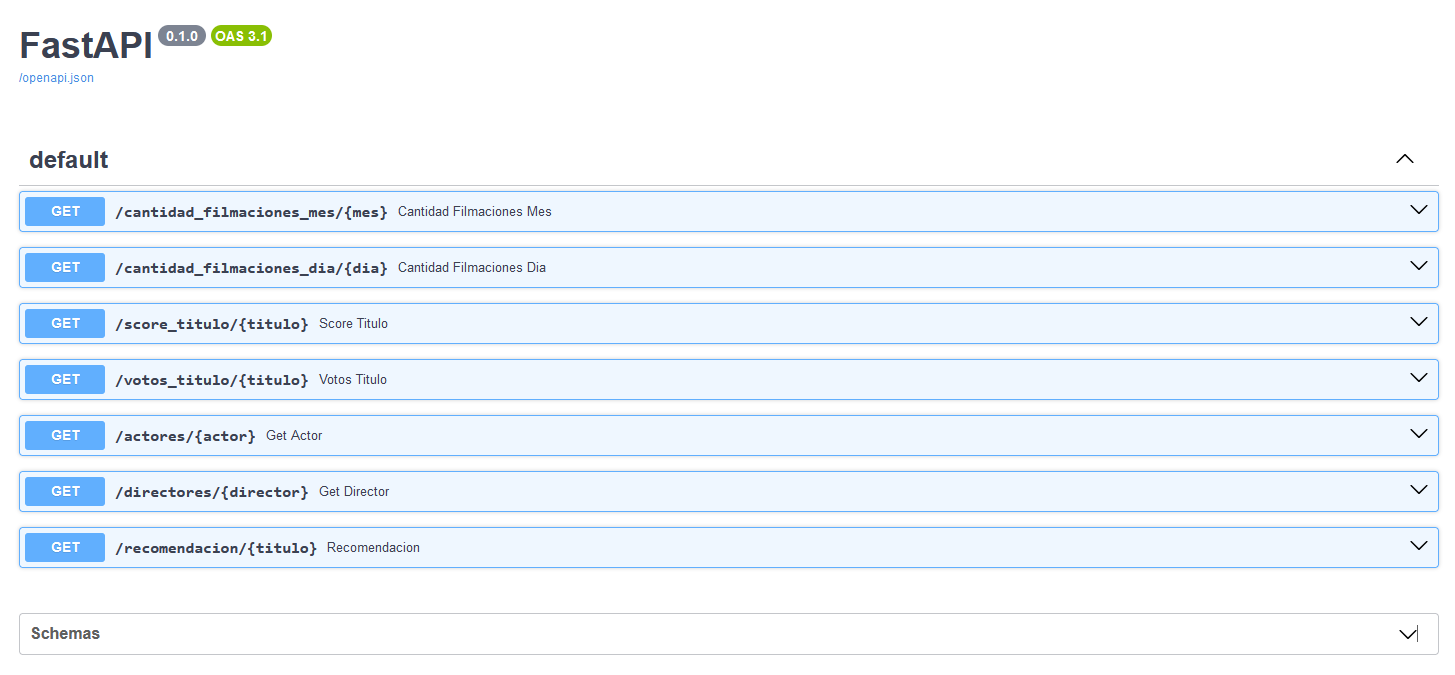 FastAPI 0.1.0 OAS 3.1
/openapi.json
default
GET /cantidad_filmaciones_mes/{mes} Cantidad Filmaciones Mes
GET /cantidad_filmaciones_dia/{dia} Cantidad Filmaciones Dia
GET /score_titulo/{titulo} Score Titulo
GET /votos_titulo/{titulo} Votos Titulo
GET /actores/{actor} Get Actor
GET /directores/{director} Get Director
GET /recomendacion/{titulo} Recomendacion
Schemas